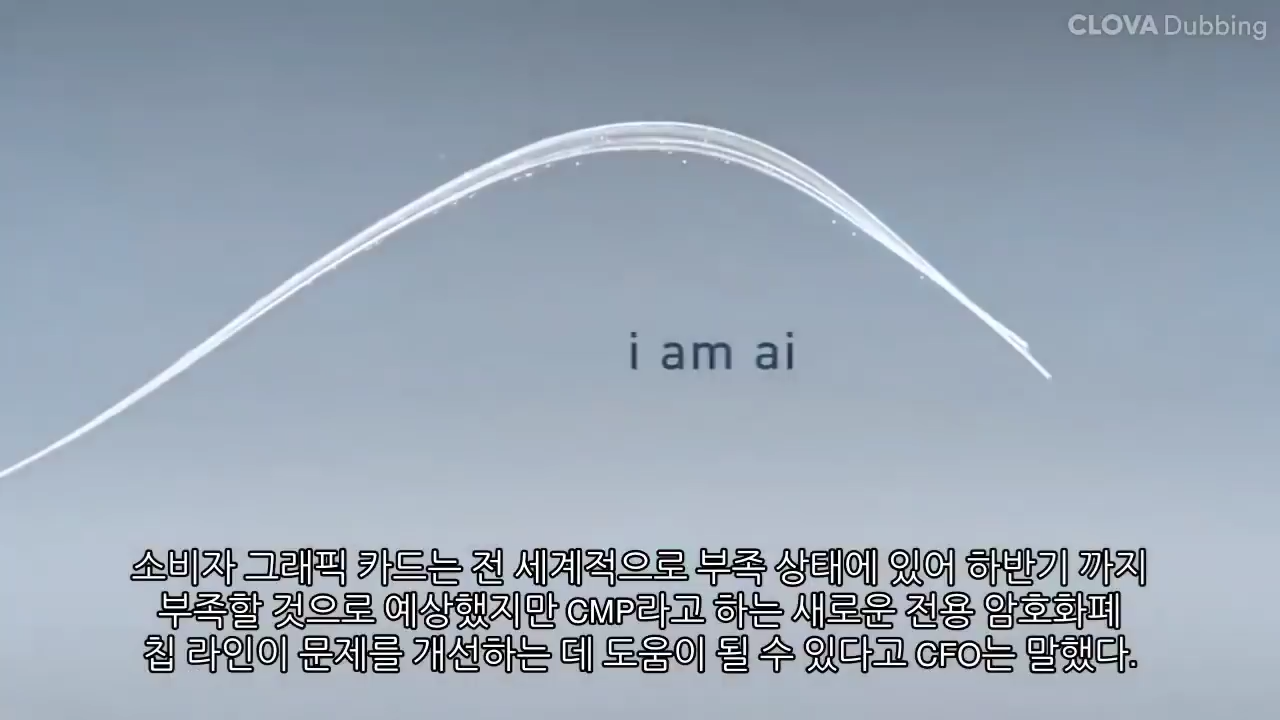 CLOVA Dubbing
i am ai
소비자 그래픽 카드는 전 세계적으로 부족 상태에 있어 하반기 까지
부족할 것으로 예상했지만 CMP라고 하는 새로운 전용 암호화폐
칩 라인이 문제를 개선하는 데 도움이 될 수 있다고 CFO는 말했다.